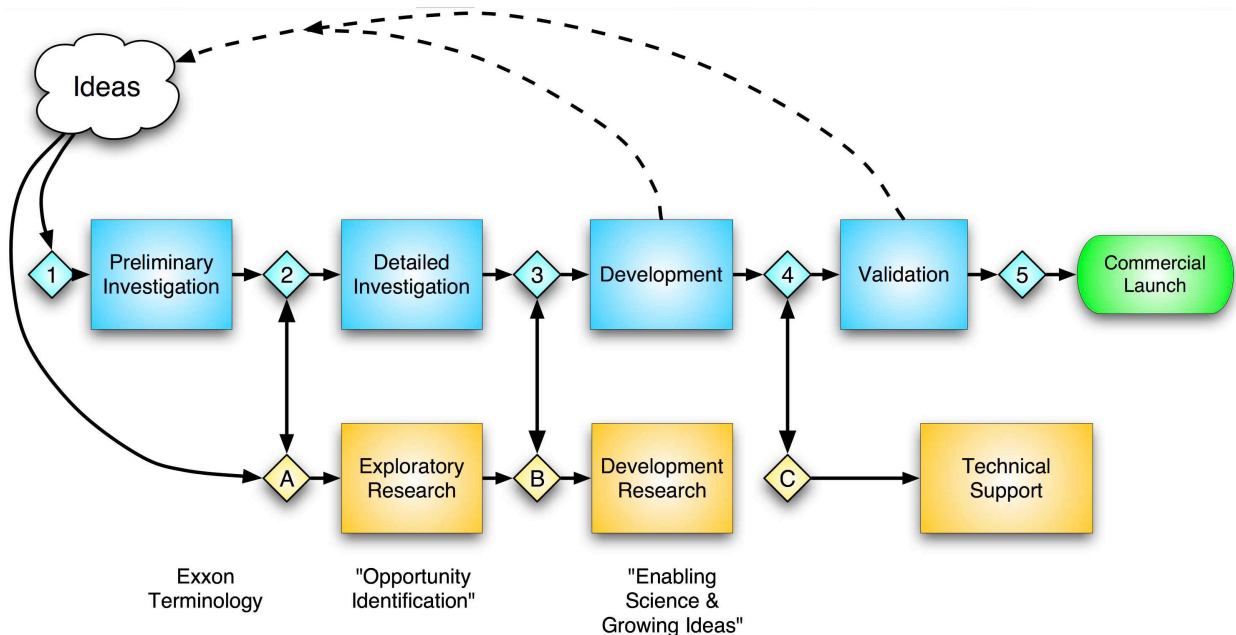 Ideas
1
Preliminary
Investigation
2
Detailed
Investigation
3
Development
4
Validation
5
Commercial
Launch
A
Exploratory
Research
B
Development
Research
C
Technical
Support
Exxon
Terminology
"Opportunity
Identification"
"Enabling
Science &
Growing Ideas"